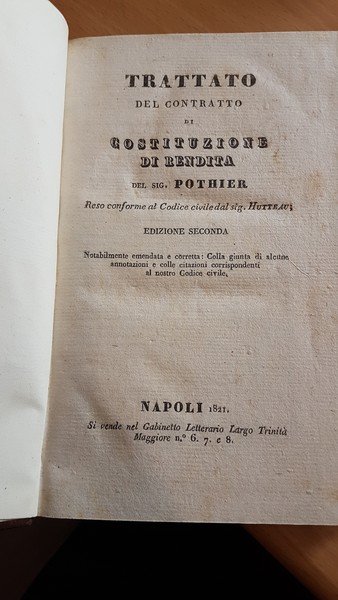 TRATTATO
DEL CONTRATTO
DI
COSTITUZIONE
DI RENDITA
DEL SIG. POTHIER
Reso conforme al Codice civile dal sig. HUTTEAU;
EDIZIONE SECONDA
Notabilmente emendata e corretta: Colla giunta di alcune
annotazioni e colle citazioni corrispondenti
al nostro Codice civile.
NAPOLI 1821.
Si vende nel Gabinetto Letterario Largo Trinità
Maggiore n.° 6. 7. e 8.